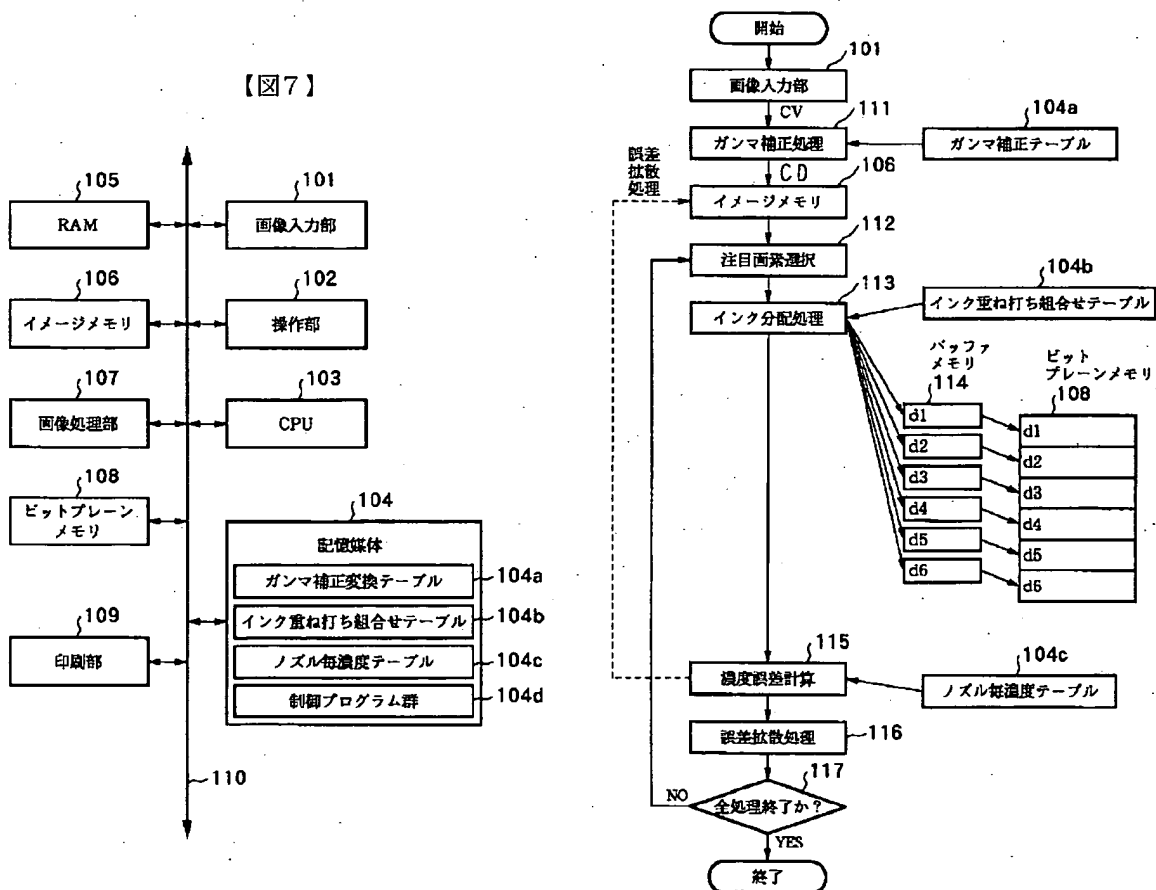 【図7】
105
RAM
101
画像入力部
106
イメージメモリ
102
操作部
107
画像処理部
103
CPU
108
ビットプレーン
メモリ
104
記憶媒体
ガンマ補正変換テーブル
104a
インク重ね打ち組合せテーブル
104b
ノズル毎濃度テーブル
104c
制御プログラム群
104d
109
印刷部
110
開始
101
画像入力部
CV
111
ガンマ補正処理
104a
ガンマ補正テーブル
誤差
拡散
処理
CD
106
イメージメモリ
112
注目画素選択
113
インク分配処理
104b
インク重ね打ち組合せテーブル
バッファ
メモリ
114
d1
d2
d3
d4
d5
d6
ビット
プレーンメモリ
108
d1
d2
d3
d4
d5
d6
115
濃度誤差計算
104c
ノズル毎濃度テーブル
誤差拡散処理
116
117
全処理終了か?
NO
YES
終了